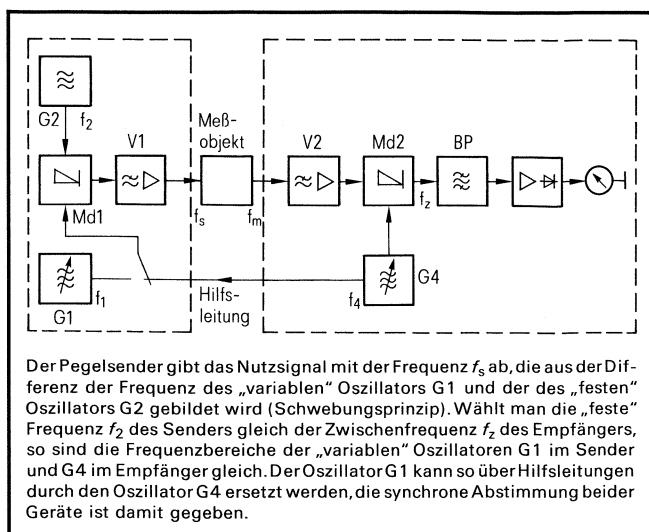 G2
f2
V1
Meß-
objekt
V2
Md2
BP
Md1
fs
fm
fz
f1
G1
Hilfs-
leitung
f4
G4
Der Pegelsender gibt das Nutzsignal mit der Frequenz fs ab, die aus der Dif-
ferenz der Frequenz des „variablen“ Oszillators G1 und der des „festen“
Oszillators G2 gebildet wird (Schwebungsprinzip). Wählt man die „feste“
Frequenz f2 des Senders gleich der Zwischenfrequenz fz des Empfängers,
so sind die Frequenzbereiche der „variablen“ Oszillatoren G1 im Sender
und G4 im Empfänger gleich. Der Oszillator G1 kann so über Hilfsleitungen
durch den Oszillator G4 ersetzt werden, die synchrone Abstimmung beider
Geräte ist damit gegeben.